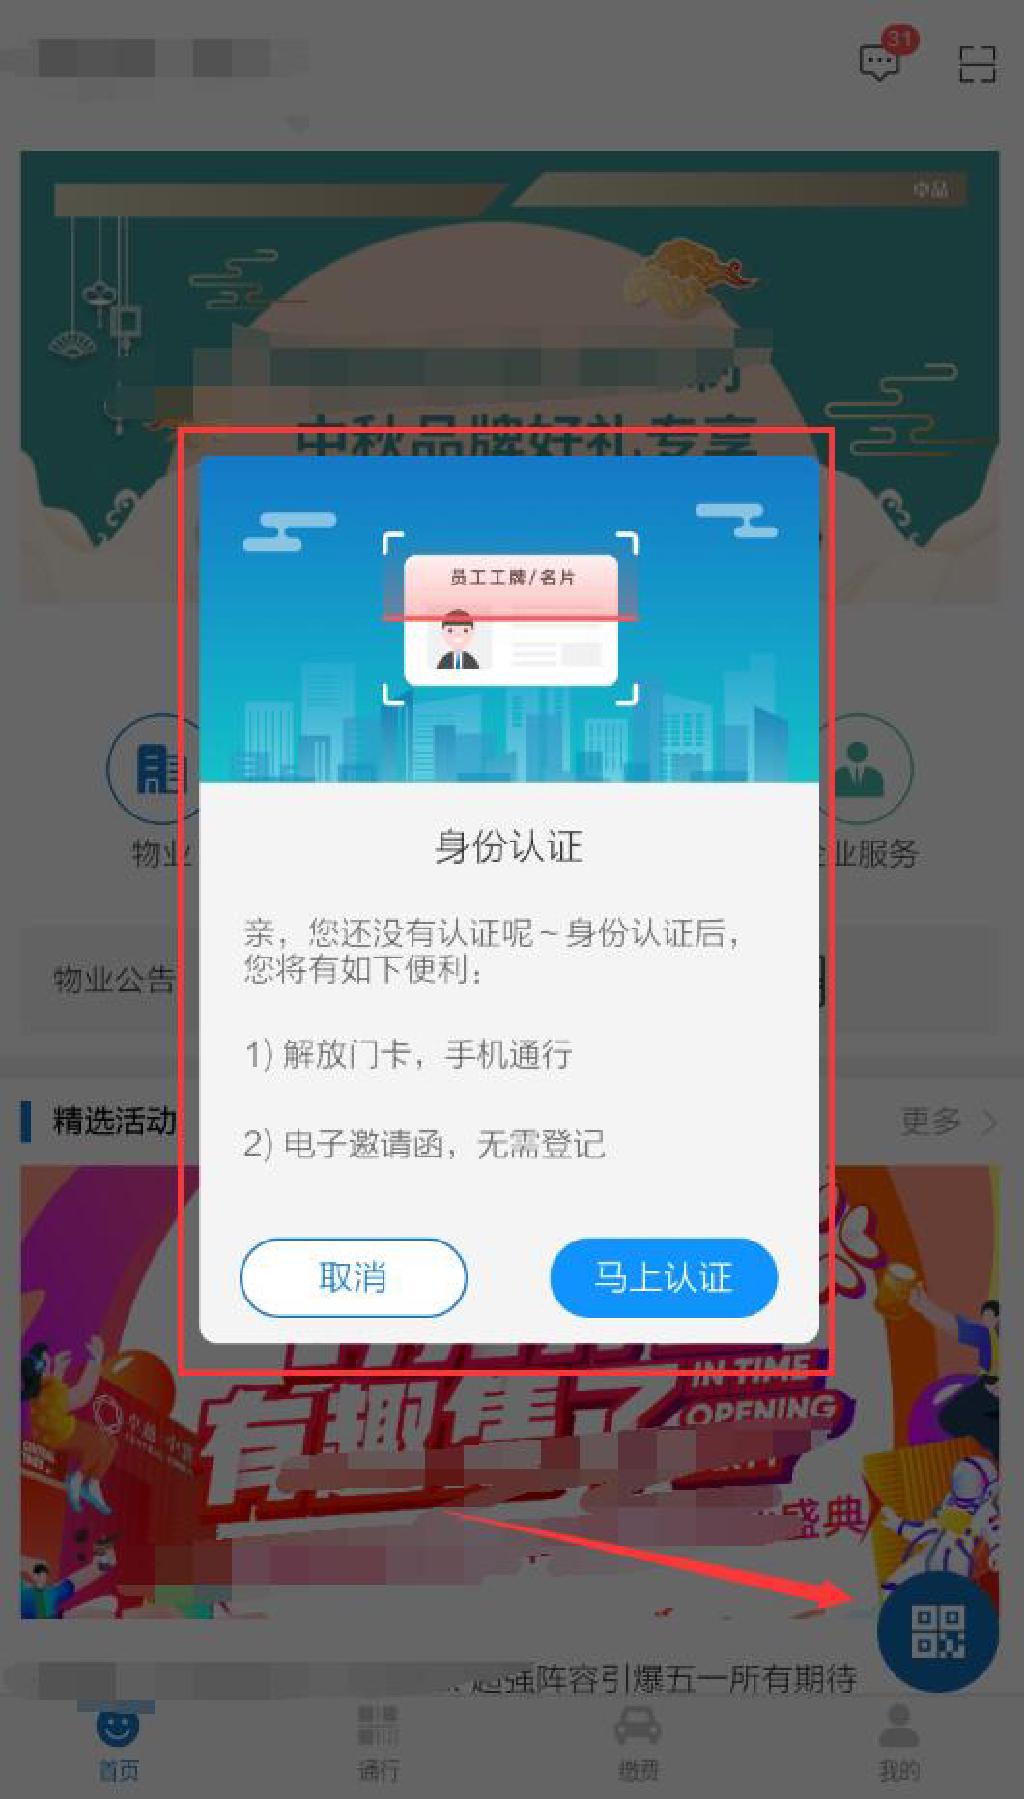 31
中秋品牌好礼专享
员工工牌/名片
物业
企业服务
身份认证
亲，您还没有认证呢~身份认证后，
您将有如下便利：
物业公告
1) 解放门卡，手机通行
精选活动
更多
2) 电子邀请函，无需登记
取消
马上认证
IN TIME
有趣隹了
OPENING
盛典
超强阵容引爆五一所有期待
首页
通行
缴费
我的